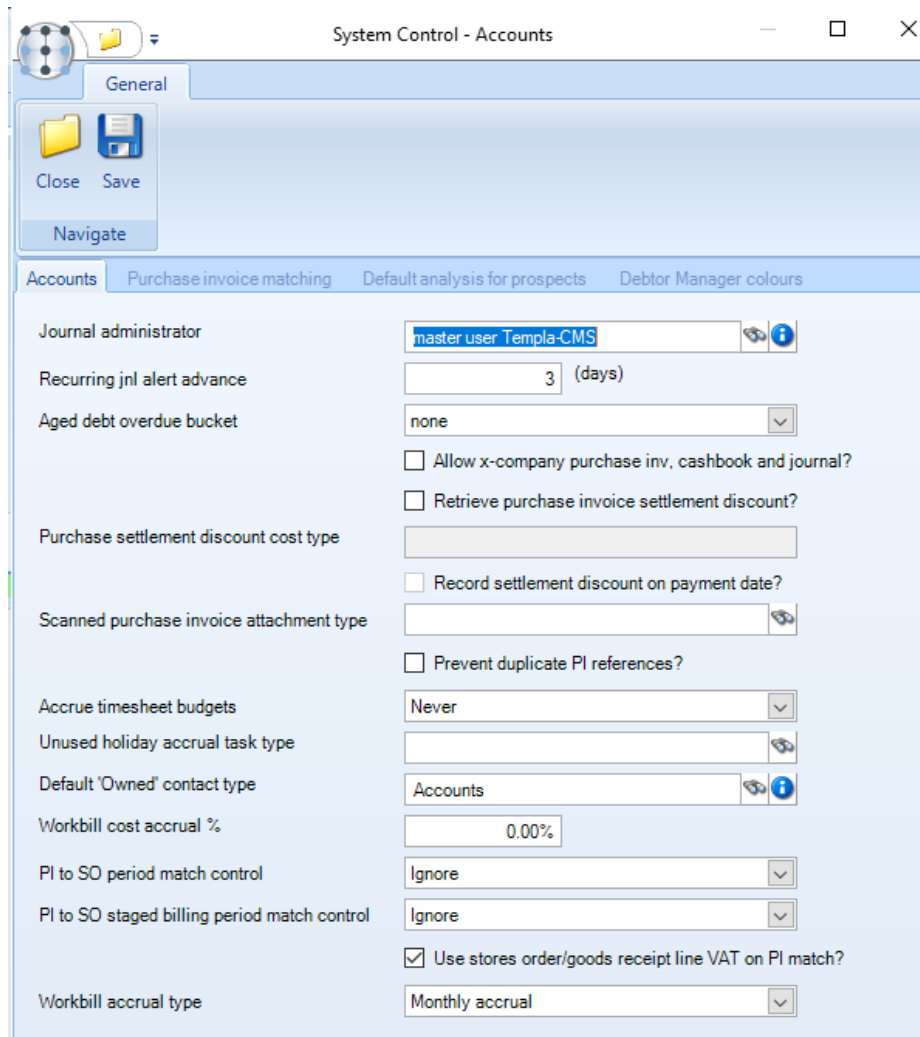 System Control - Accounts
General
Close Save
Navigate
Accounts Purchase invoice matching Default analysis for prospects Debtor Manager colours
Journal administrator master user Templa-CMS
Recurring jnl alert advance 3 (days)
Aged debt overdue bucket none
Allow x-company purchase inv, cashbook and journal?
Retrieve purchase invoice settlement discount?
Purchase settlement discount cost type
Record settlement discount on payment date?
Scanned purchase invoice attachment type
Prevent duplicate PI references?
Accrue timesheet budgets Never
Unused holiday accrual task type
Default 'Owned' contact type Accounts
Workbill cost accrual % 0.00%
PI to SO period match control Ignore
PI to SO staged billing period match control Ignore
Use stores order/goods receipt line VAT on PI match?
Workbill accrual type Monthly accrual